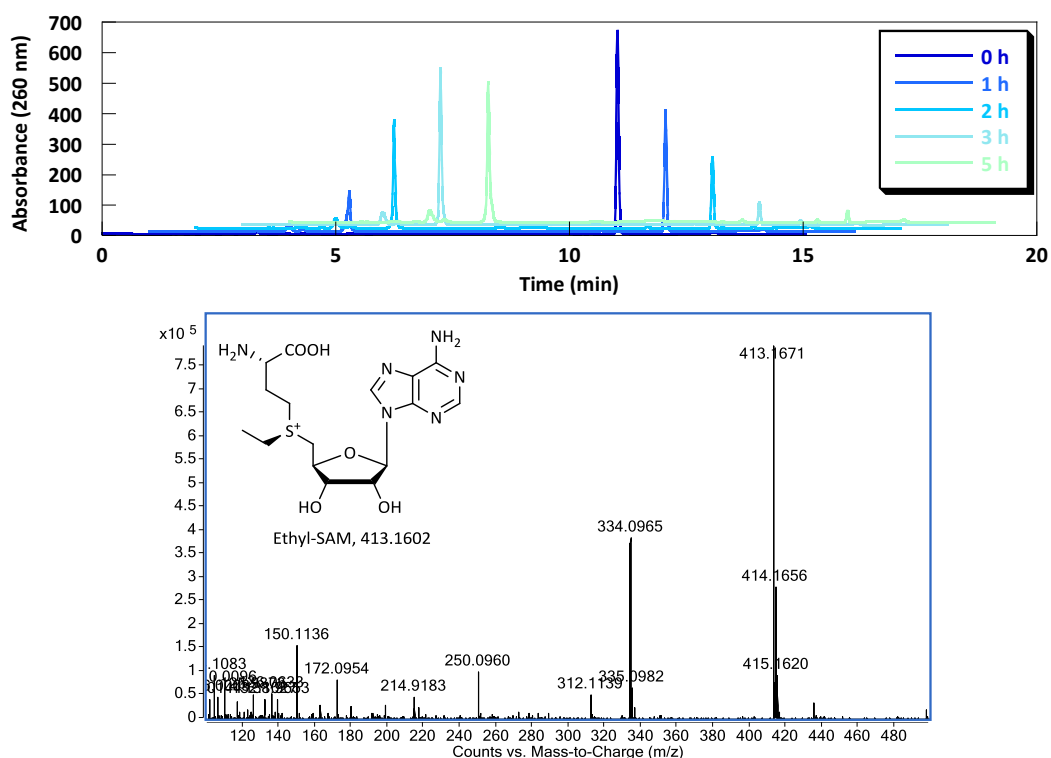 700
600
500
400
300
200
100
0
Absorbance (260 nm)
0 h
1 h
2 h
3 h
5 h
0 5 10 15 20
Time (min)
x10 5
7.5
7
6.5
6
5.5
5
4.5
4
3.5
3
2.5
2
1.5
1
0.5
0
NH2
H2N COOH
N N
N N
S+
O
HO OH
Ethyl-SAM, 413.1602
413.1671
334.0965
414.1656
150.1136
.1083
172.0954
250.0960
415.1620
335.0982
312.1139
214.9183
120 140 160 180 200 220 240 260 280 300 320 340 360 380 400 420 440 460 480
Counts vs. Mass-to-Charge (m/z)